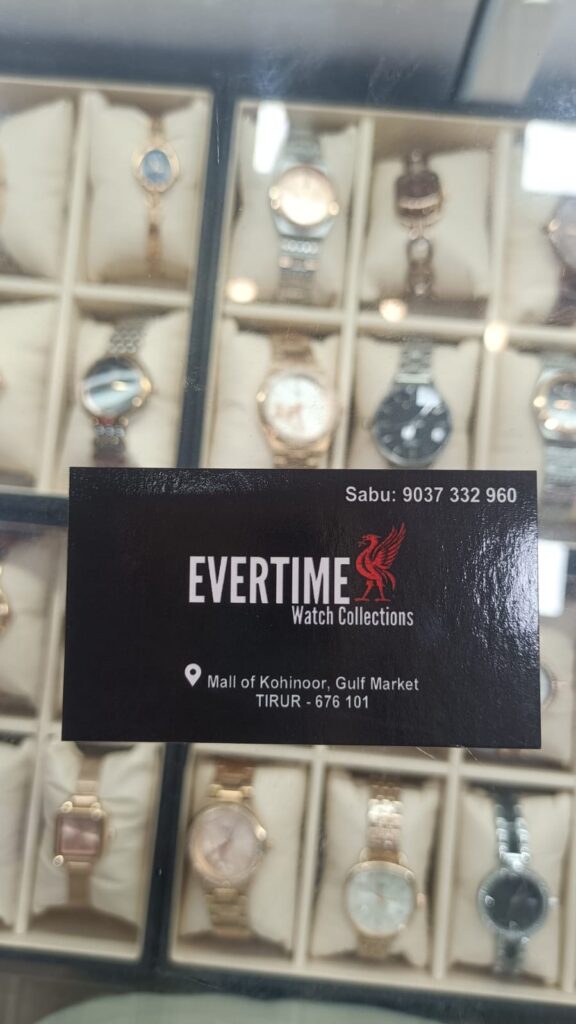 Sabu: 9037 332 960
EVERTIME
Watch Collections
Mall of Kohinoor, Gulf Market
TIRUR - 676 101